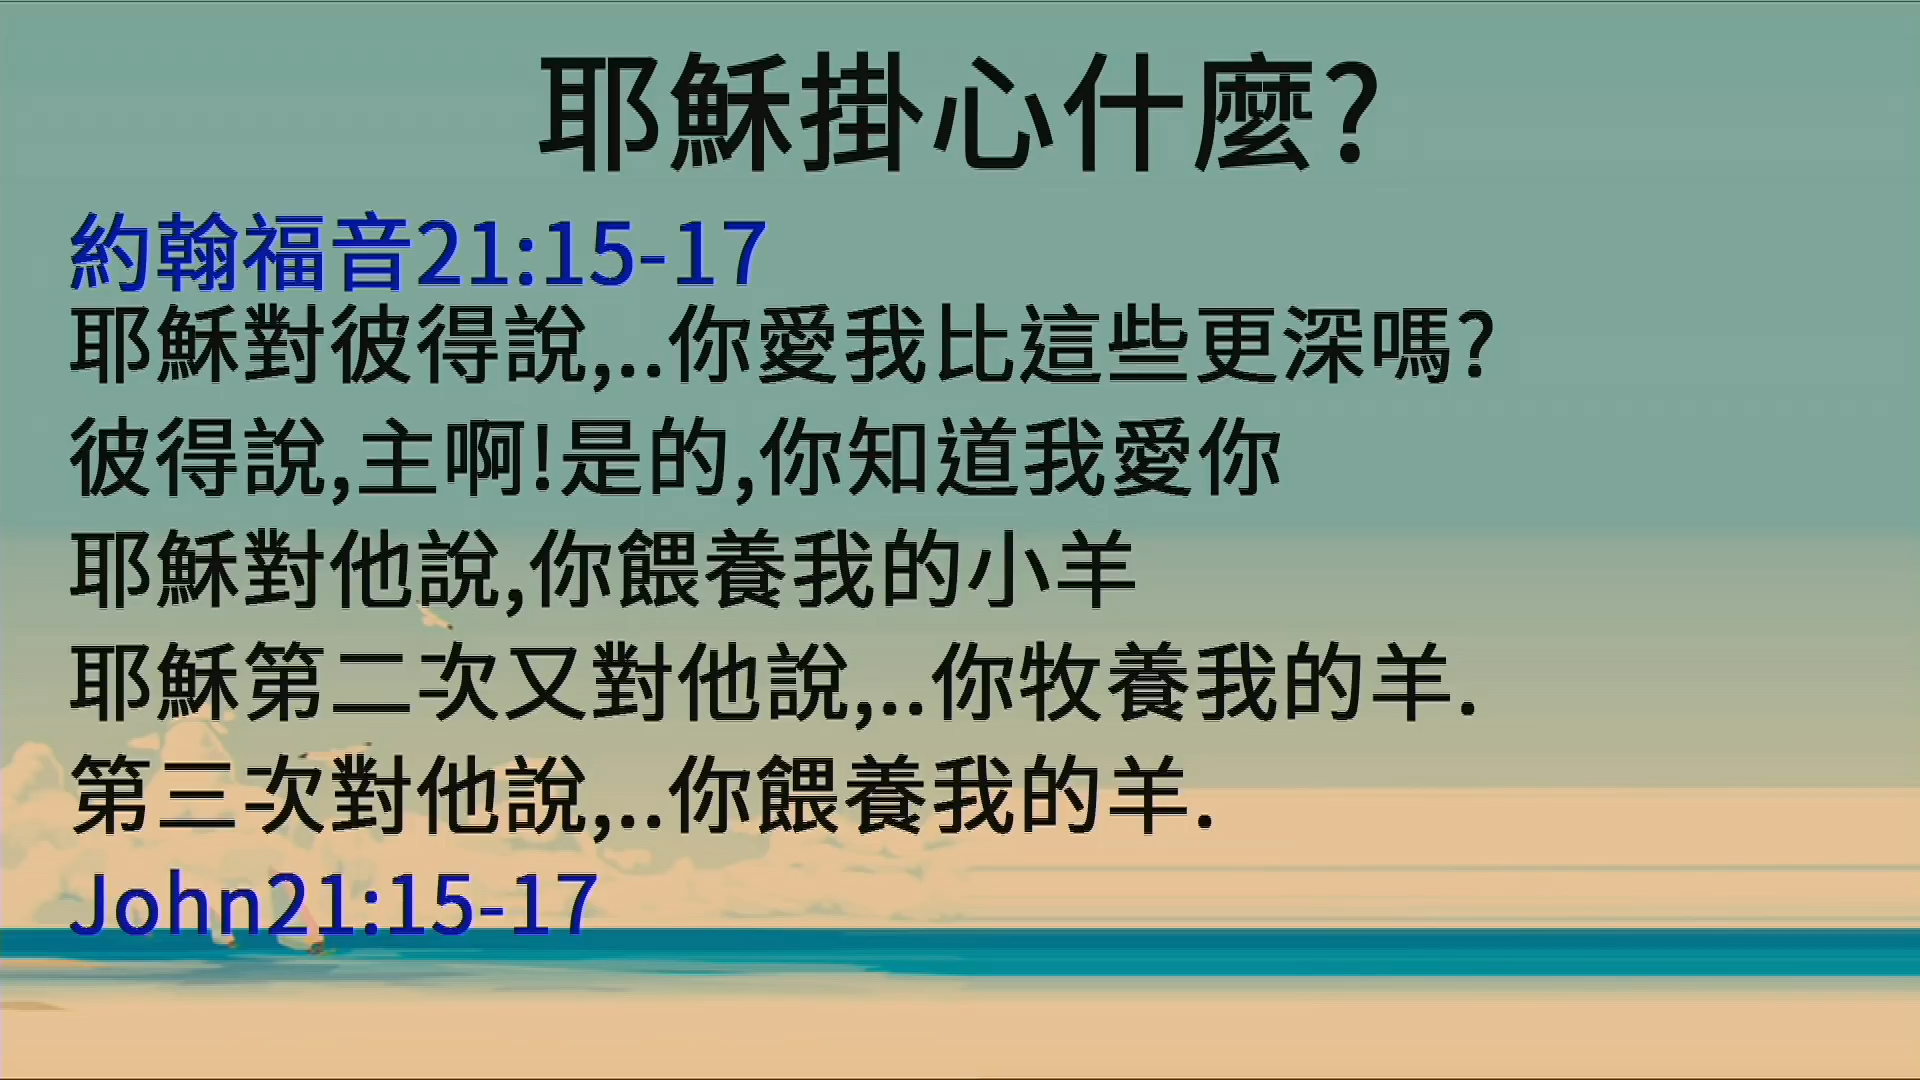 耶穌掛心什麼?
約翰福音21:15-17
耶穌對彼得說,..你愛我比這些更深嗎?
彼得說,主啊!是的,你知道我愛你
耶穌對他說,你餵養我的小羊
耶穌第二次又對他說,..你牧養我的羊.
第三次對他說,..你餵養我的羊.
John21:15-17